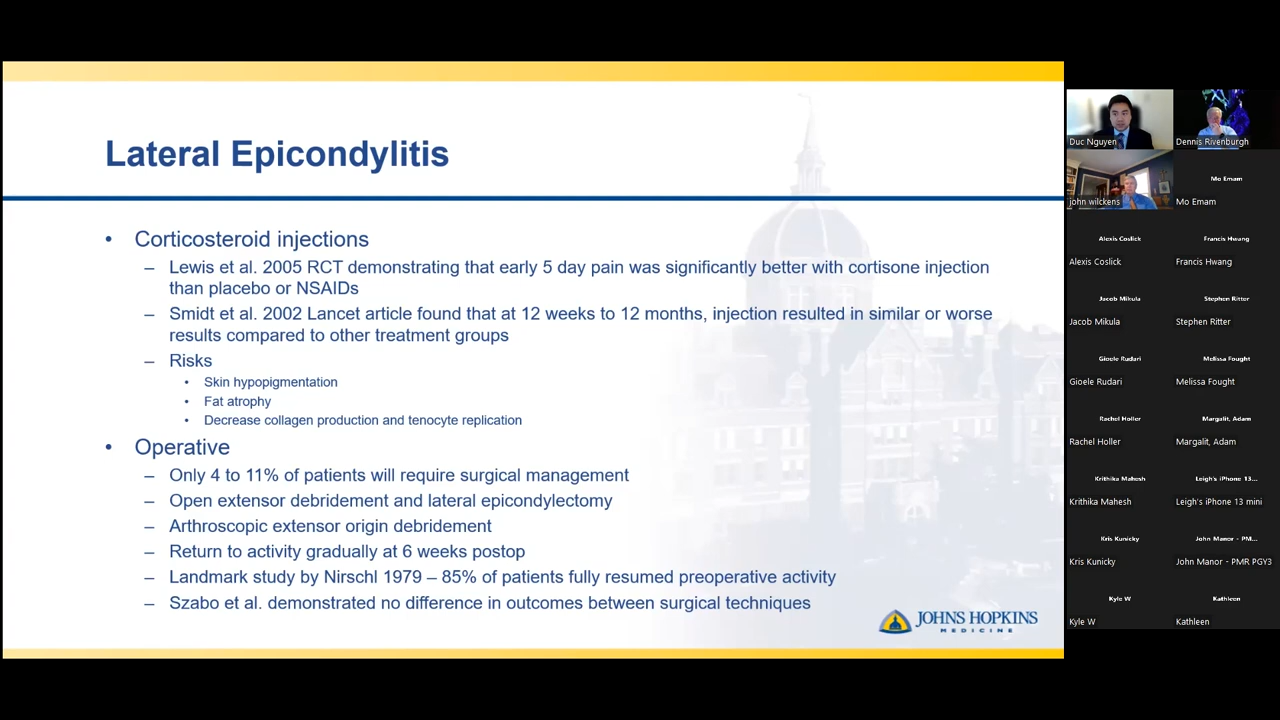 Lateral Epicondylitis
• Corticosteroid injections
– Lewis et al. 2005 RCT demonstrating that early 5 day pain was significantly better with cortisone injection
than placebo or NSAIDs
– Smidt et al. 2002 Lancet article found that at 12 weeks to 12 months, injection resulted in similar or worse
results compared to other treatment groups
– Risks
• Skin hypopigmentation
• Fat atrophy
• Decrease collagen production and tenocyte replication
• Operative
– Only 4 to 11% of patients will require surgical management
– Open extensor debridement and lateral epicondylectomy
– Arthroscopic extensor origin debridement
– Return to activity gradually at 6 weeks postop
– Landmark study by Nirschl 1979 – 85% of patients fully resumed preoperative activity
– Szabo et al. demonstrated no difference in outcomes between surgical techniques
JOHNS HOPKINS
MEDICINE
Duc Nguyen
Dennis Rivenburgh
john wilckens
Mo Emam
Mo Emam
Alexis Coslick
Alexis Coslick
Francis Hwang
Francis Hwang
Jacob Mikula
Jacob Mikula
Stephen Ritter
Stephen Ritter
Gioele Rudari
Gioele Rudari
Melissa Fought
Melissa Fought
Rachel Holler
Rachel Holler
Margalit, Adam
Margalit, Adam
Krithika Mahesh
Krithika Mahesh
Leigh's iPhone 13...
Leigh's iPhone 13 mini
Kris Kunicky
Kris Kunicky
John Manor - PM...
John Manor - PMR PGY3
Kyle W
Kyle W
Kathleen
Kathleen